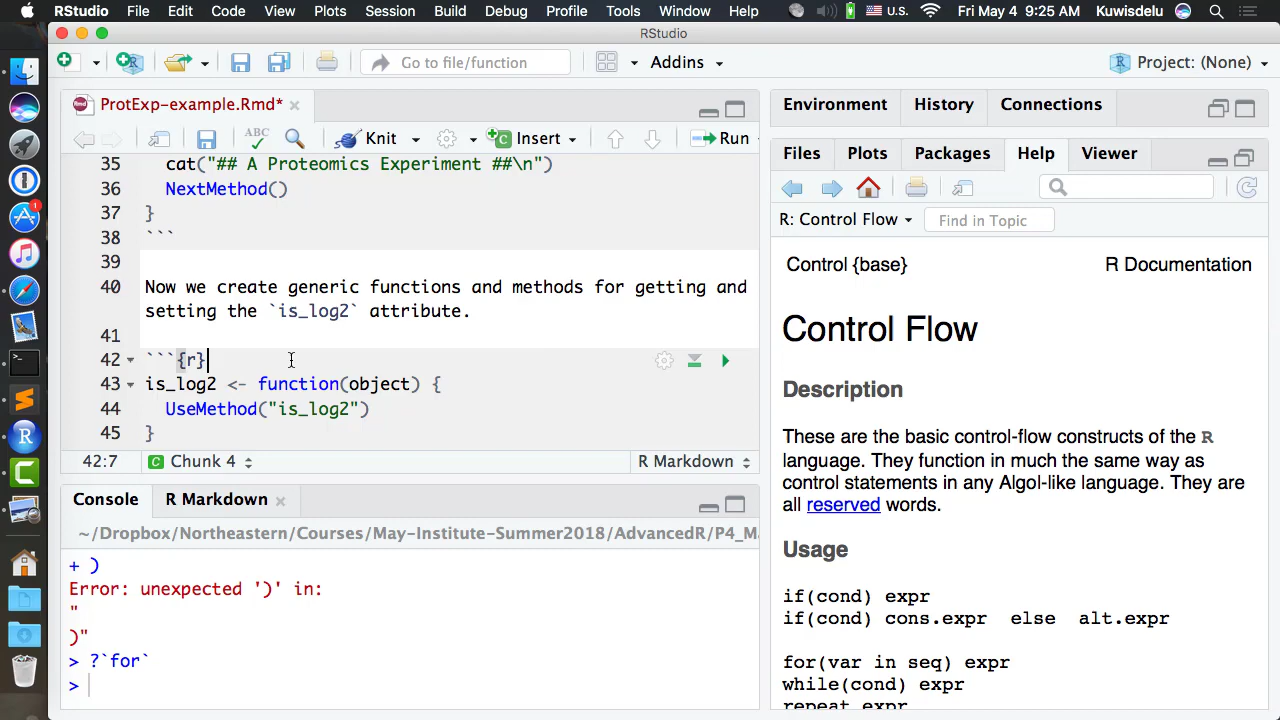 RStudio File Edit Code View Plots Session Build Debug Profile Tools Window Help U.S. Fri May 4 9:25 AM Kuwisdelu
RStudio
Go to file/function Addins Project: (None)
ProtExp-example.Rmd*
ABC Knit Insert Run
35 cat("## A Proteomics Experiment ##\n")
36 NextMethod()
37 }
38 ```
39
40 Now we create generic functions and methods for getting and
setting the `is_log2` attribute.
41
42 ```{r}
43 is_log2 <- function(object) {
44 UseMethod("is_log2")
45 }
42:7 Chunk 4 R Markdown
Console R Markdown
~/Dropbox/Northeastern/Courses/May-Institute-Summer2018/AdvancedR/P4_M
+ )
Error: unexpected ')' in:
"
)"
> ?`for`
>
Environment History Connections
Files Plots Packages Help Viewer
R: Control Flow Find in Topic
Control {base} R Documentation
Control Flow
Description
These are the basic control-flow constructs of the R
language. They function in much the same way as
control statements in any Algol-like language. They are
all reserved words.
Usage
if(cond) expr
if(cond) cons.expr else alt.expr
for(var in seq) expr
while(cond) expr
repeat expr